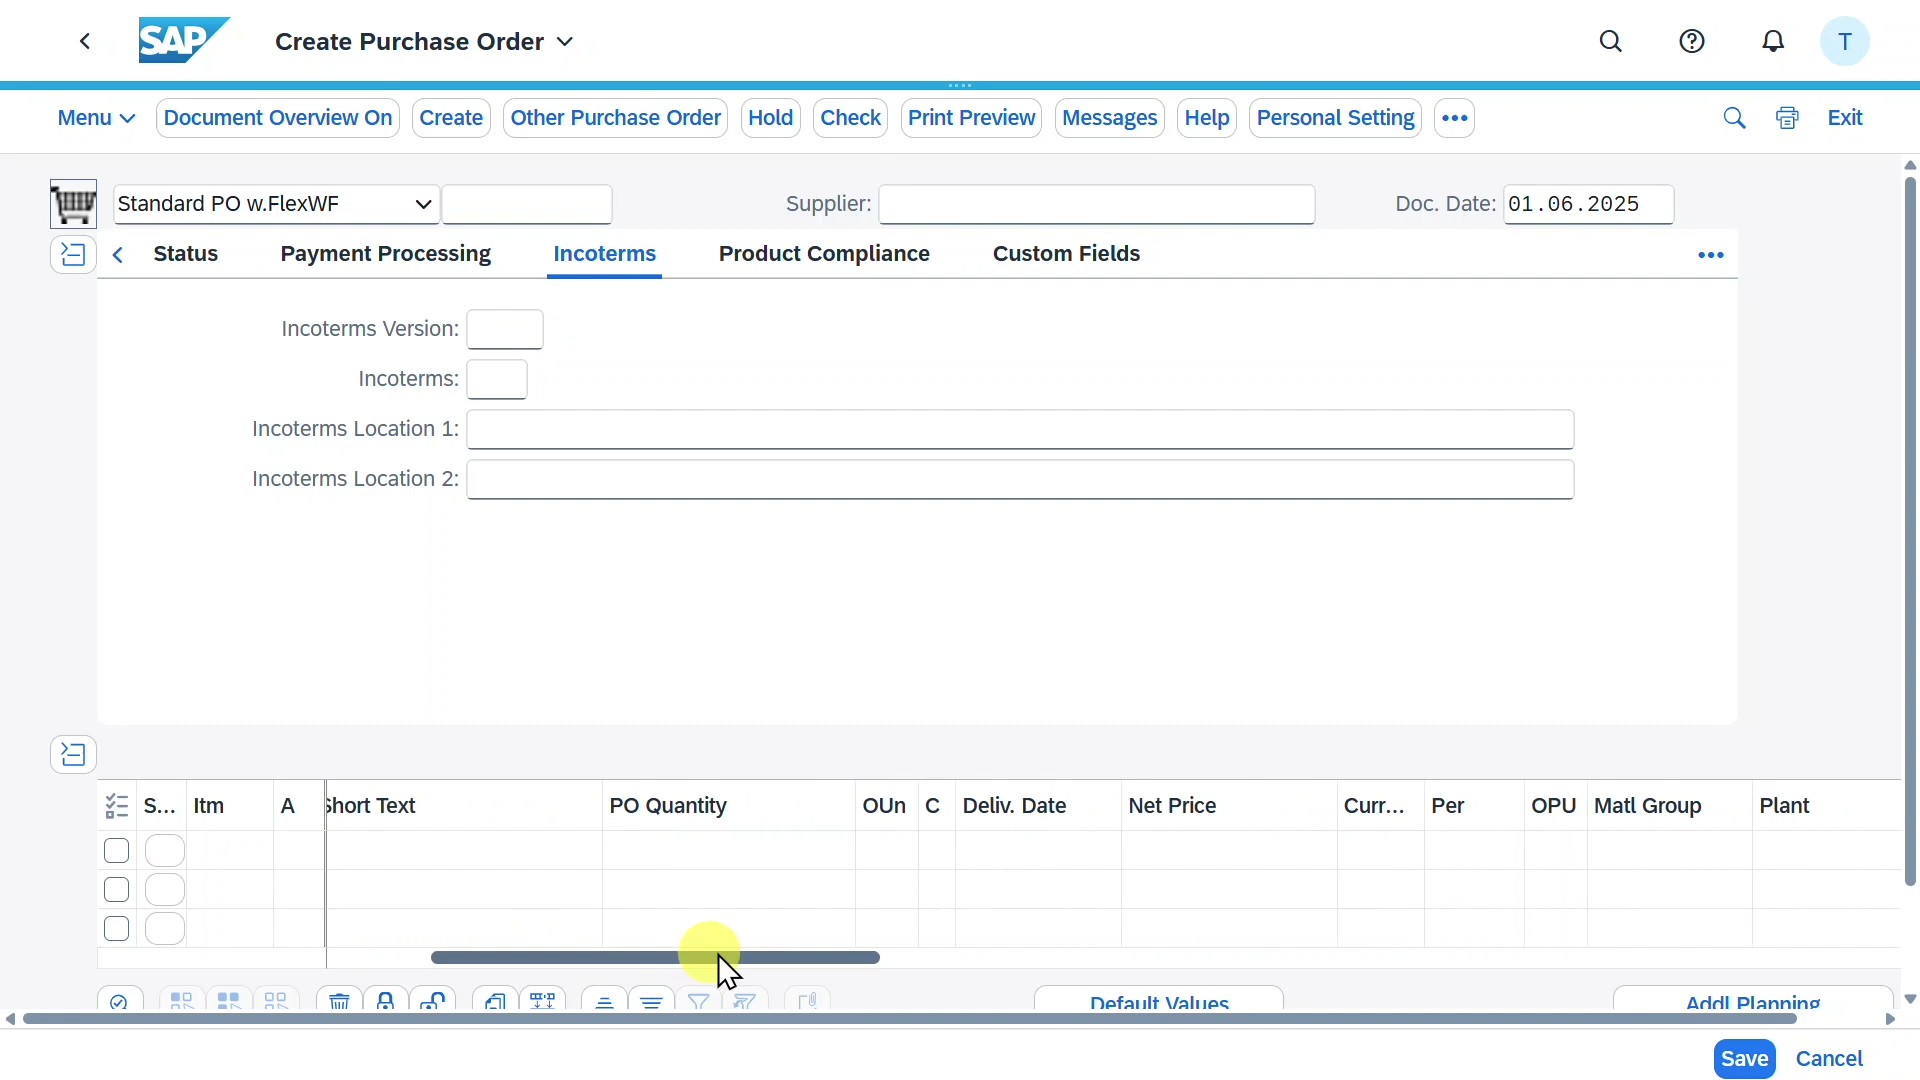 SAP Create Purchase Order T
Menu Document Overview On Create Other Purchase Order Hold Check Print Preview Messages Help Personal Setting Exit
Standard PO w.FlexWF Supplier: Doc. Date: 01.06.2025
Status Payment Processing Incoterms Product Compliance Custom Fields
Incoterms Version:
Incoterms:
Incoterms Location 1:
Incoterms Location 2:
S... Itm A Short Text PO Quantity OUn C Deliv. Date Net Price Curr... Per OPU Matl Group Plant
Default Values Addl Planning
Save Cancel